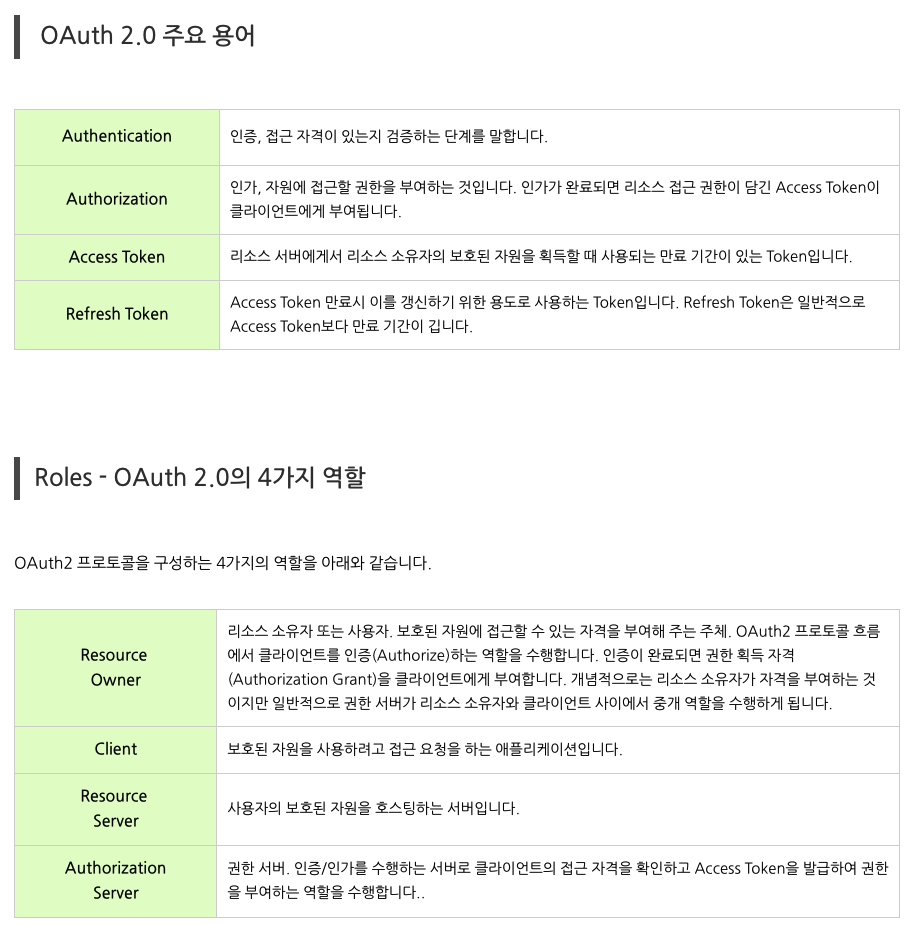 OAuth 2.0 주요 용어
Authentication
인증, 접근 자격이 있는지 검증하는 단계를 말합니다.
Authorization
인가, 자원에 접근할 권한을 부여하는 것입니다. 인가가 완료되면 리소스 접근 권한이 담긴 Access Token이
클라이언트에게 부여됩니다.
Access Token
리소스 서버에게서 리소스 소유자의 보호된 자원을 획득할 때 사용되는 만료 기간이 있는 Token입니다.
Refresh Token
Access Token 만료시 이를 갱신하기 위한 용도로 사용하는 Token입니다. Refresh Token은 일반적으로
Access Token보다 만료 기간이 깁니다.
Roles - OAuth 2.0의 4가지 역할
OAuth2 프로토콜을 구성하는 4가지의 역할을 아래와 같습니다.
Resource
Owner
리소스 소유자 또는 사용자. 보호된 자원에 접근할 수 있는 자격을 부여해 주는 주체. OAuth2 프로토콜 흐름
에서 클라이언트를 인증(Authorize)하는 역할을 수행합니다. 인증이 완료되면 권한 획득 자격
(Authorization Grant)을 클라이언트에게 부여합니다. 개념적으로는 리소스 소유자가 자격을 부여하는 것
이지만 일반적으로 권한 서버가 리소스 소유자와 클라이언트 사이에서 중개 역할을 수행하게 됩니다.
Client
보호된 자원을 사용하려고 접근 요청을 하는 애플리케이션입니다.
Resource
Server
사용자의 보호된 자원을 호스팅하는 서버입니다.
Authorization
Server
권한 서버. 인증/인가를 수행하는 서버로 클라이언트의 접근 자격을 확인하고 Access Token을 발급하여 권한
을 부여하는 역할을 수행합니다..